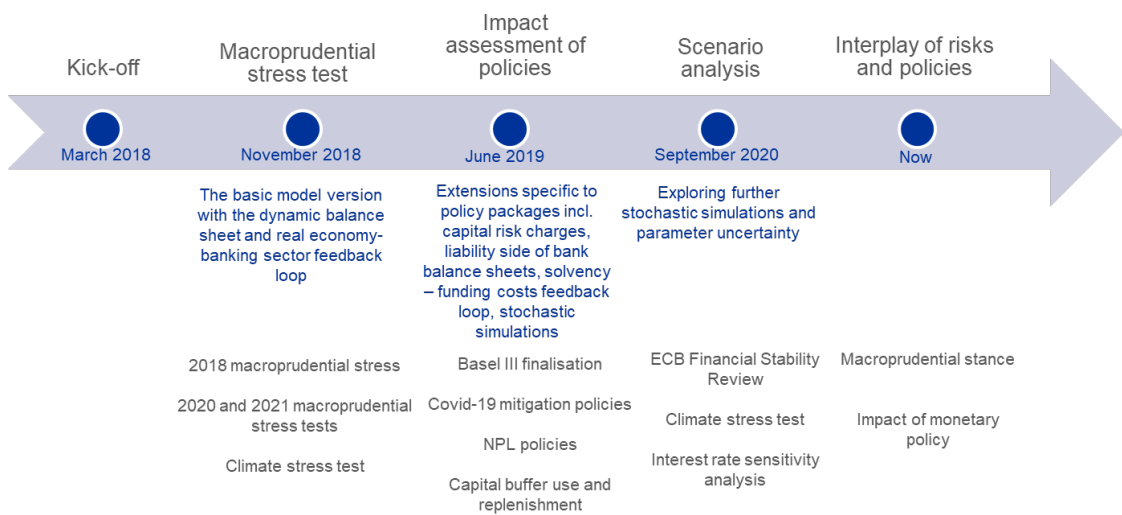 Kick-off
Macroprudential
stress test
Impact
assessment of
policies
Scenario
analysis
Interplay of risks
and policies
March 2018
November 2018
June 2019
September 2020
Now
The basic model version
with the dynamic balance
sheet and real economy-
banking sector feedback
loop
Extensions specific to
policy packages incl.
capital risk charges,
liability side of bank
balance sheets, solvency
– funding costs feedback
loop, stochastic
simulations
Exploring further
stochastic simulations and
parameter uncertainty
2018 macroprudential stress
2020 and 2021 macroprudential
stress tests
Climate stress test
Basel III finalisation
Covid-19 mitigation policies
NPL policies
Capital buffer use and
replenishment
ECB Financial Stability
Review
Climate stress test
Interest rate sensitivity
analysis
Macroprudential stance
Impact of monetary
policy